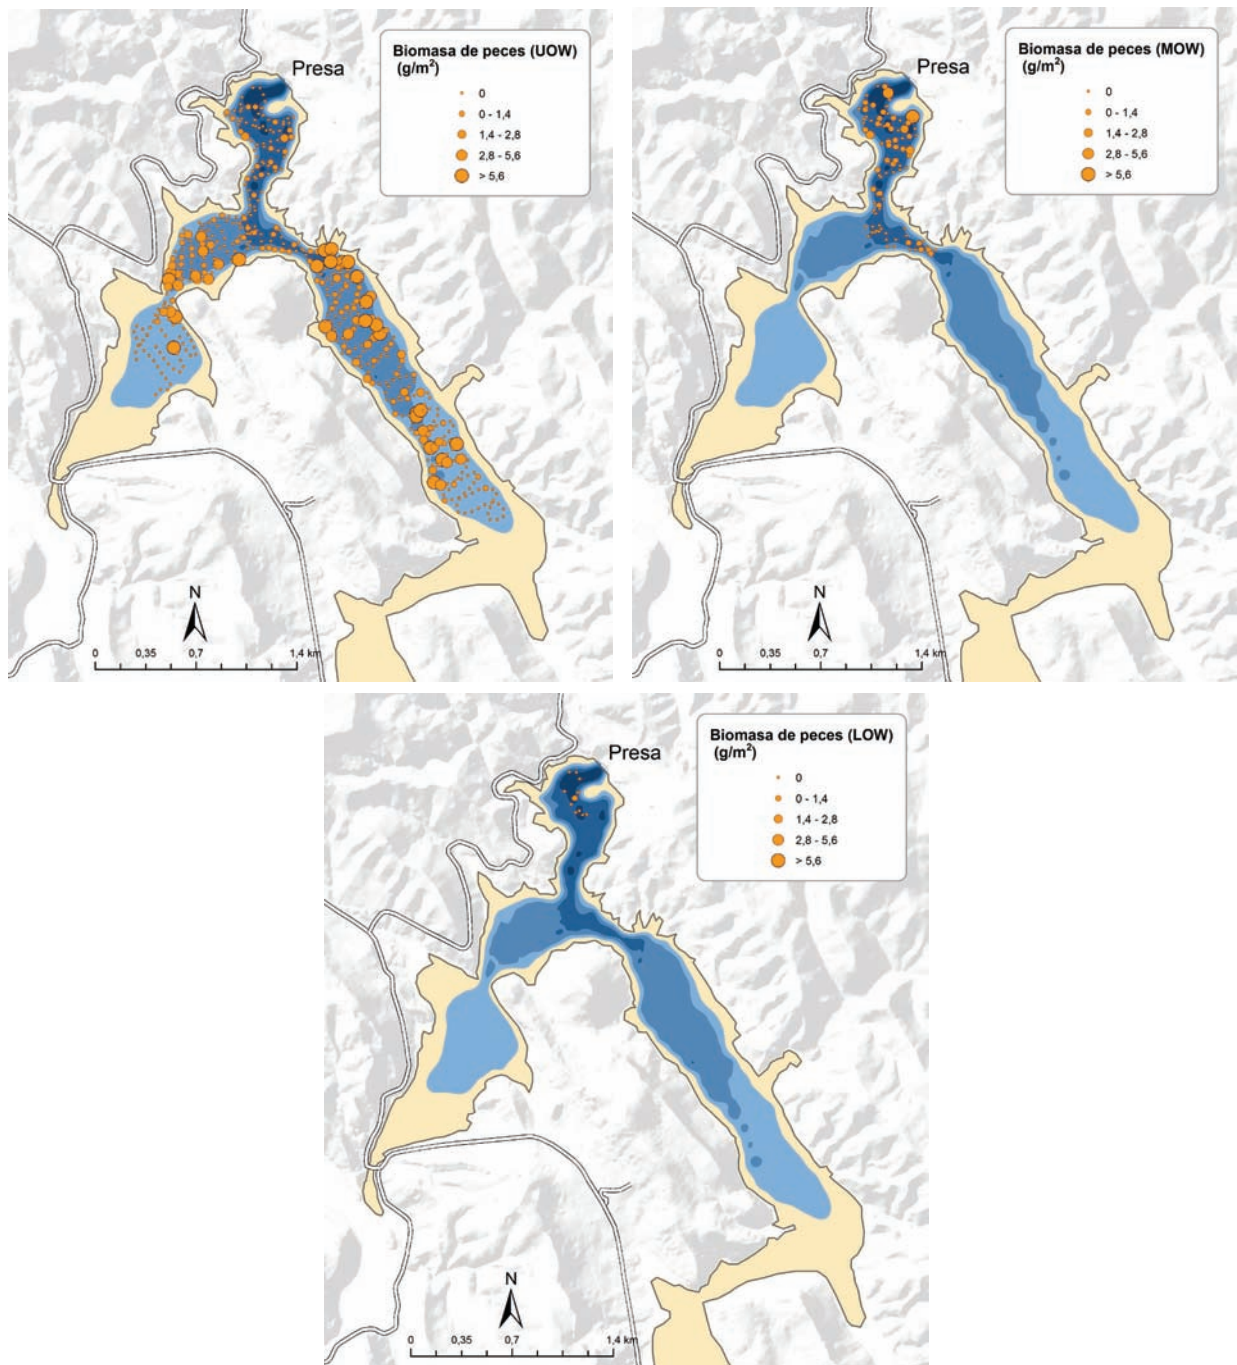 Biomasa de peces (UOW)
(g/m²)
0
0 - 1,4
1,4 - 2,8
2,8 - 5,6
> 5,6
Presa
N
0 0,35 0,7 1,4 km
Biomasa de peces (MOW)
(g/m²)
0
0 - 1,4
1,4 - 2,8
2,8 - 5,6
> 5,6
Presa
N
0 0,35 0,7 1,4 km
Biomasa de peces (LOW)
(g/m²)
0
0 - 1,4
1,4 - 2,8
2,8 - 5,6
> 5,6
Presa
N
0 0,35 0,7 1,4 km